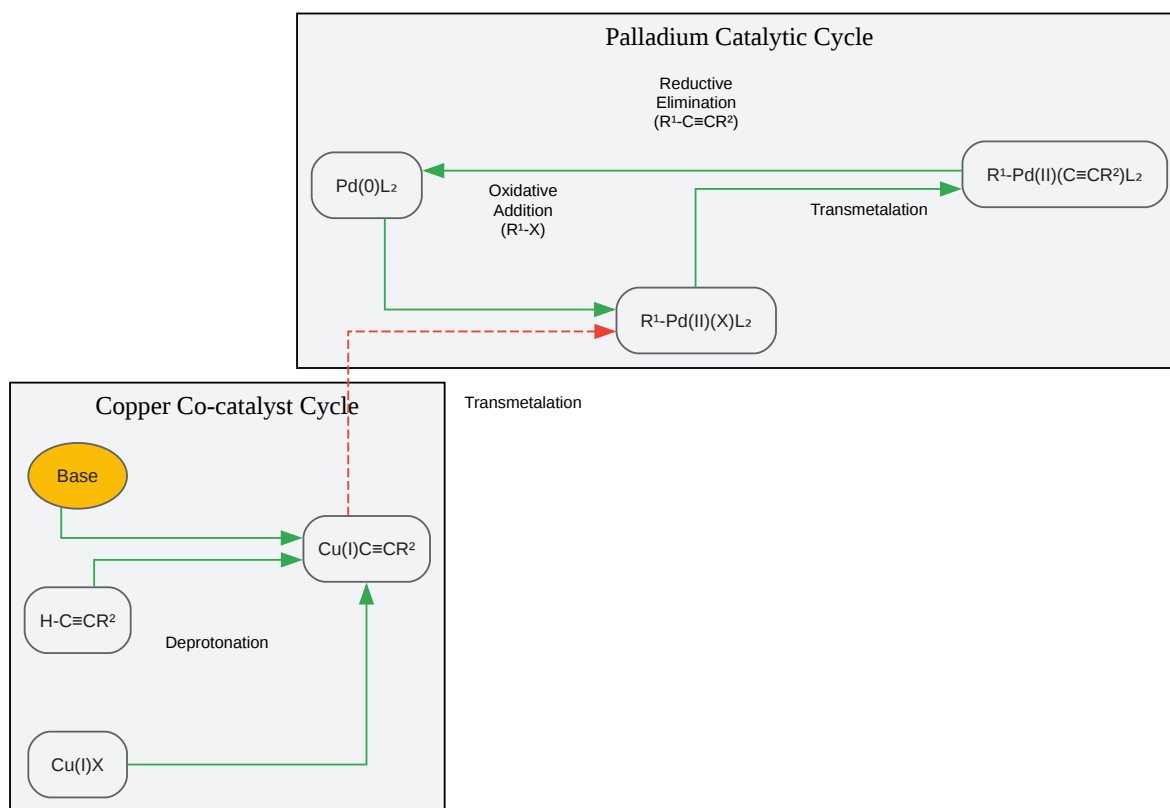 Palladium Catalytic Cycle
Reductive
Elimination
(R¹-C≡CR²)
Pd(0)L₂
Oxidative
Addition
(R¹-X)
R¹-Pd(II)(C≡CR²)L₂
Transmetalation
R¹-Pd(II)(X)L₂
Copper Co-catalyst Cycle
Transmetalation
Base
Cu(I)C≡CR²
H-C≡CR²
Deprotonation
Cu(I)X